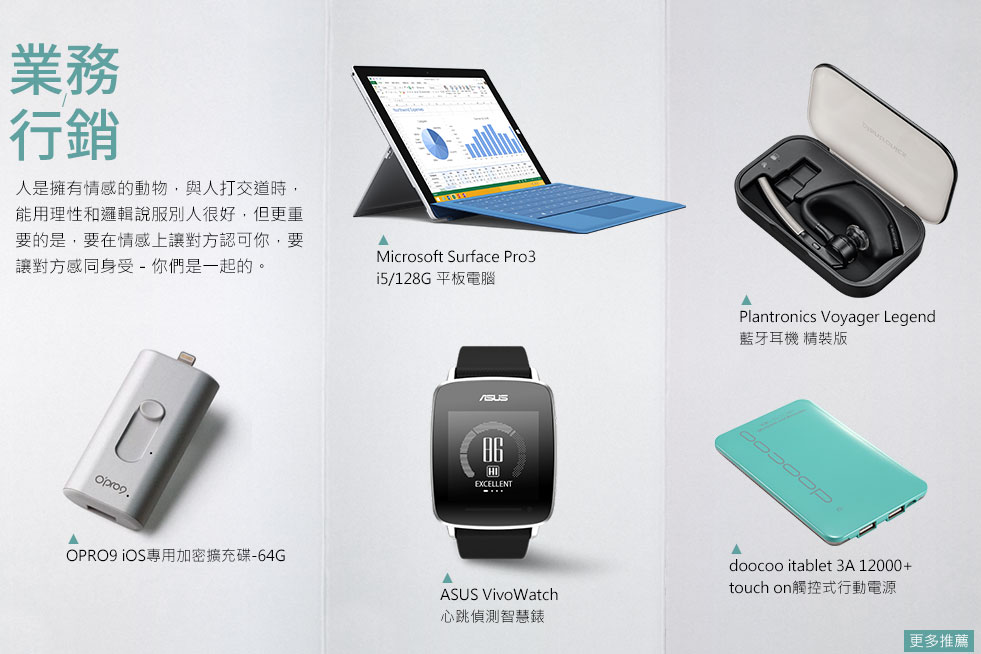 業務
/
行銷
人是擁有情感的動物，與人打交道時，
能用理性和邏輯說服別人很好，但更重
要的是，要在情感上讓對方認可你，要
讓對方感同身受 - 你們是一起的。
Microsoft Surface Pro3
i5/128G 平板電腦
Plantronics Voyager Legend
藍牙耳機 精裝版
Opro9
OPRO9 iOS專用加密擴充碟-64G
ASUS
86
HI
EXCELLENT
ASUS VivoWatch
心跳偵測智慧錶
doocoo
doocoo itablet 3A 12000+
touch on觸控式行動電源
更多推薦